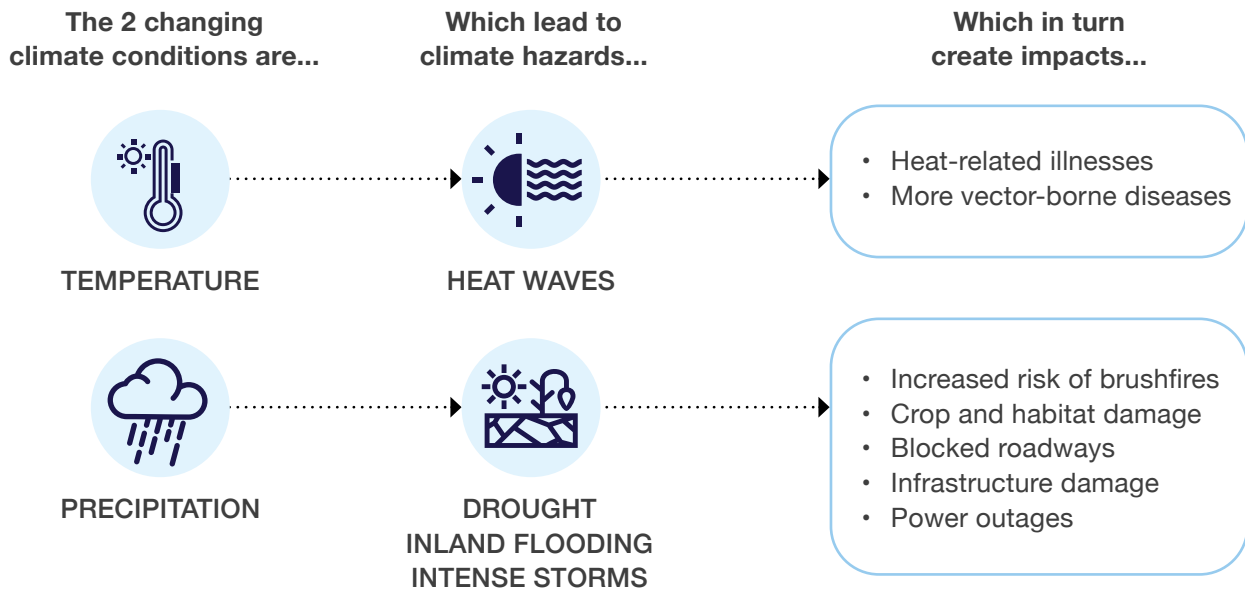 The 2 changing
climate conditions are...
Which lead to
climate hazards...
Which in turn
create impacts...
TEMPERATURE
HEAT WAVES
• Heat-related illnesses
• More vector-borne diseases
PRECIPITATION
DROUGHT
INLAND FLOODING
INTENSE STORMS
• Increased risk of brushfires
• Crop and habitat damage
• Blocked roadways
• Infrastructure damage
• Power outages